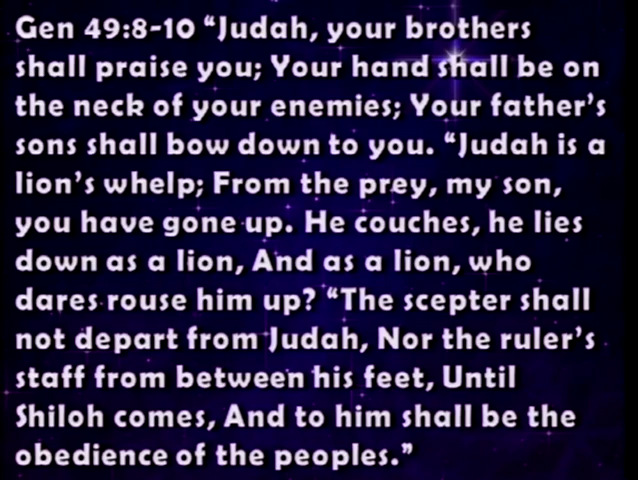 Gen 49:8-10 “Judah, your brothers
shall praise you; Your hand shall be on
the neck of your enemies; Your father’s
sons shall bow down to you. “Judah is a
lion’s whelp; From the prey, my son,
you have gone up. He couches, he lies
down as a lion, And as a lion, who
dares rouse him up? “The scepter shall
not depart from Judah, Nor the ruler’s
staff from between his feet, Until
Shiloh comes, And to him shall be the
obedience of the peoples.”